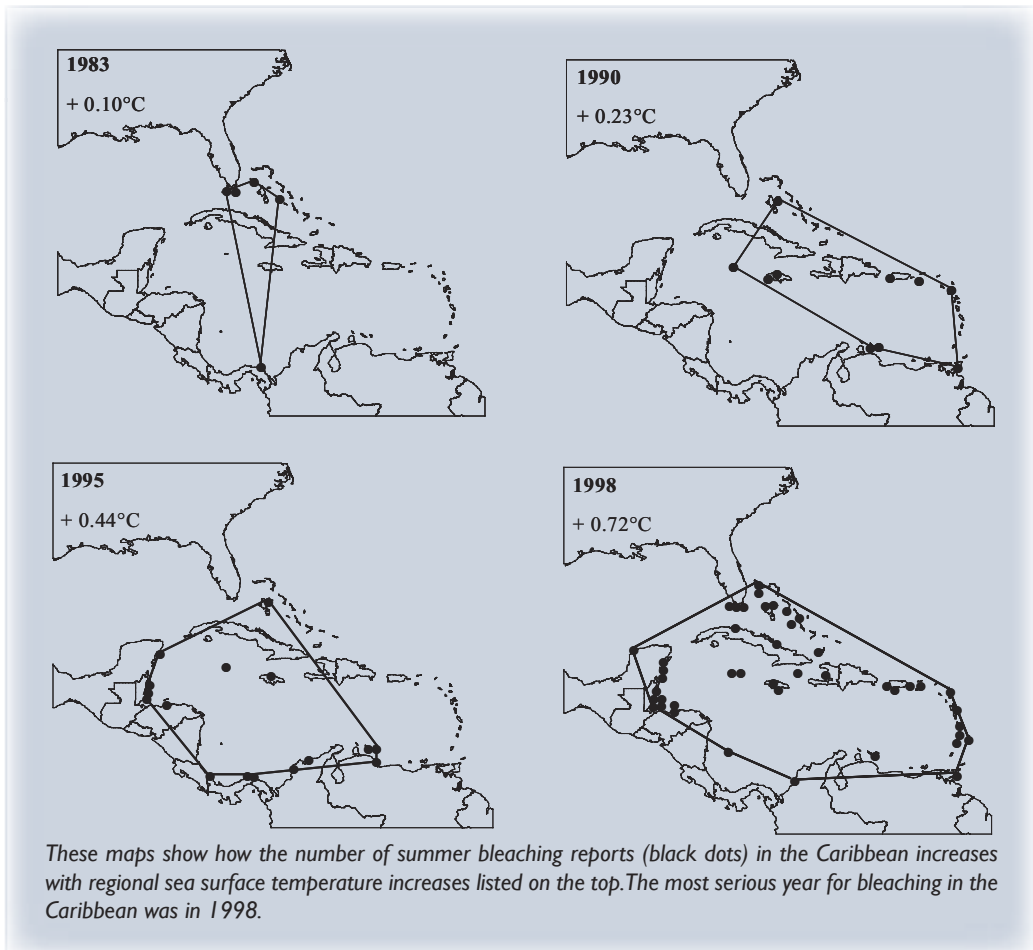 1983
+ 0.10°C
1990
+ 0.23°C
1995
+ 0.44°C
1998
+ 0.72°C
These maps show how the number of summer bleaching reports (black dots) in the Caribbean increases
with regional sea surface temperature increases listed on the top.The most serious year for bleaching in the
Caribbean was in 1998.